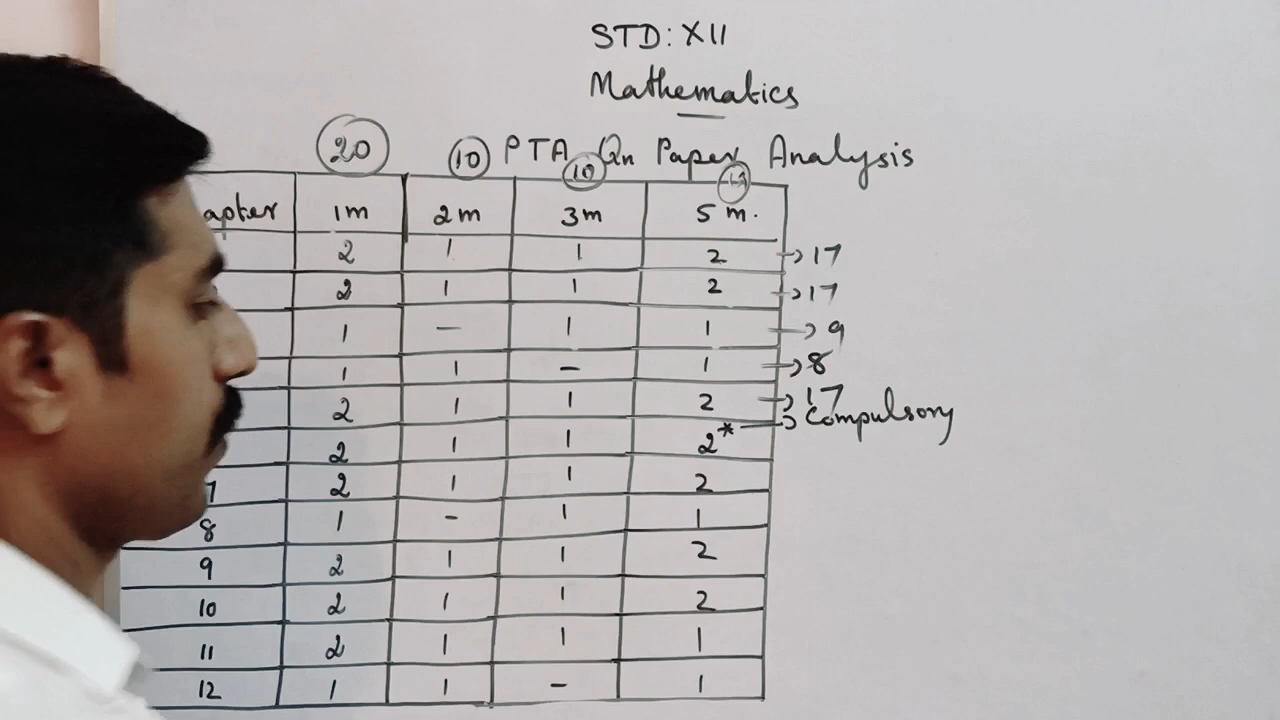 STD: XII
Mathematics
20 10 PTA Qn Paper Analysis
10
apter 1m 2m 3m 5 m.
2 1 1 2 → 17
2 1 1 2 → 17
1 - 1 1 → 9
1 1 - 1 → 8
2 1 1 2 → 17
2 1 1 2* → Compulsory
7 2 1 1 2
8 1 - 1 1
9 2 1 1 2
10 2 1 1 2
11 2 1 1 1
12 1 1 - 1